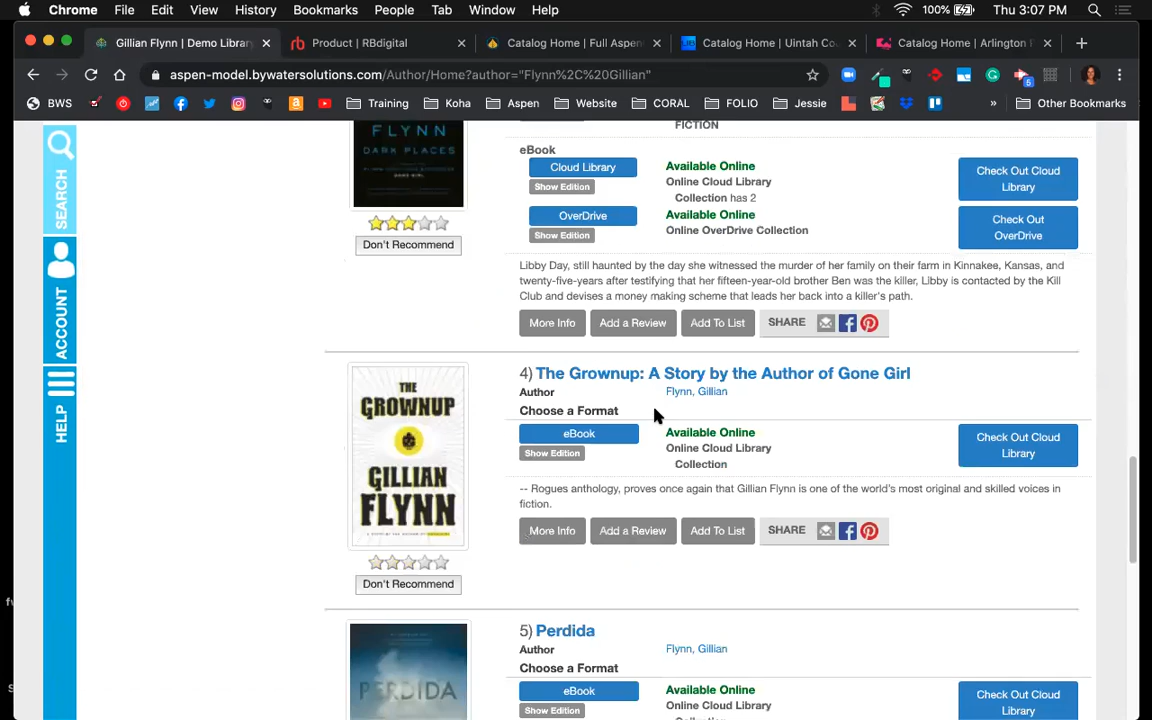 Chrome File Edit View History Bookmarks People Tab Window Help 100% Thu 3:07 PM
Gillian Flynn | Demo Library Product | RBdigital Catalog Home | Full Aspen Catalog Home | Uintah Co Catalog Home | Arlington
aspen-model.bywatersolutions.com/Author/Home?author="Flynn%2C%20Gillian" 5
BWS Training Koha Aspen Website CORAL FOLIO Jessie » Other Bookmarks
SEARCH
ACCOUNT
HELP
FLYNN
DARK PLACES
Don't Recommend
FICTION
eBook
Cloud Library Available Online Check Out Cloud Library
Show Edition Online Cloud Library
Collection has 2
OverDrive Available Online Check Out OverDrive
Show Edition Online OverDrive Collection
Libby Day, still haunted by the day she witnessed the murder of her family on their farm in Kinnakee, Kansas, and
twenty-five-years after testifying that her fifteen-year-old brother Ben was the killer, Libby is contacted by the Kill
Club and devises a money making scheme that leads her back into a killer's path.
More Info Add a Review Add To List SHARE
THE
GROWNUP
GILLIAN
FLYNN
Don't Recommend
4) The Grownup: A Story by the Author of Gone Girl
Author Flynn, Gillian
Choose a Format
eBook Available Online Check Out Cloud Library
Show Edition Online Cloud Library
Collection
-- Rogues anthology, proves once again that Gillian Flynn is one of the world's most original and skilled voices in
fiction.
More Info Add a Review Add To List SHARE
PERDIDA
5) Perdida
Author Flynn, Gillian
Choose a Format
eBook Available Online Check Out Cloud Library
Show Edition Online Cloud Library